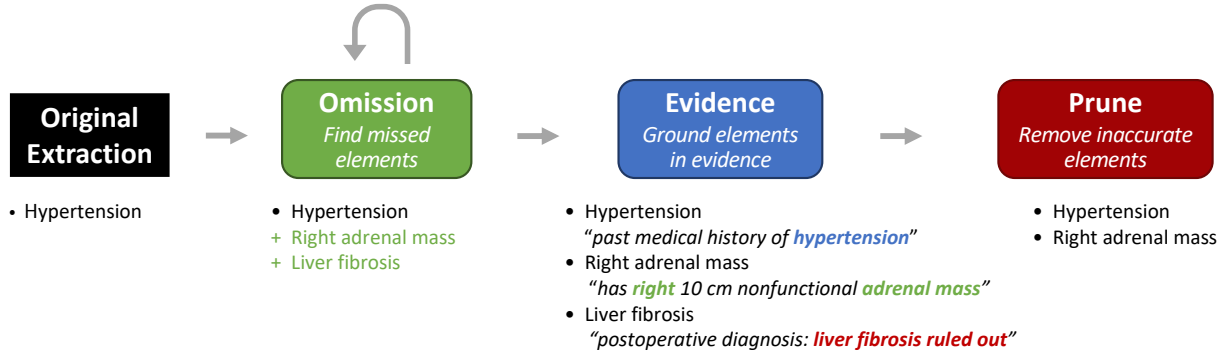 Original
Extraction
Omission
Find missed
elements
Evidence
Ground elements
in evidence
Prune
Remove inaccurate
elements
• Hypertension
• Hypertension
+ Right adrenal mass
+ Liver fibrosis
• Hypertension
“past medical history of hypertension”
• Right adrenal mass
“has right 10 cm nonfunctional adrenal mass”
• Liver fibrosis
“postoperative diagnosis: liver fibrosis ruled out”
• Hypertension
• Right adrenal mass